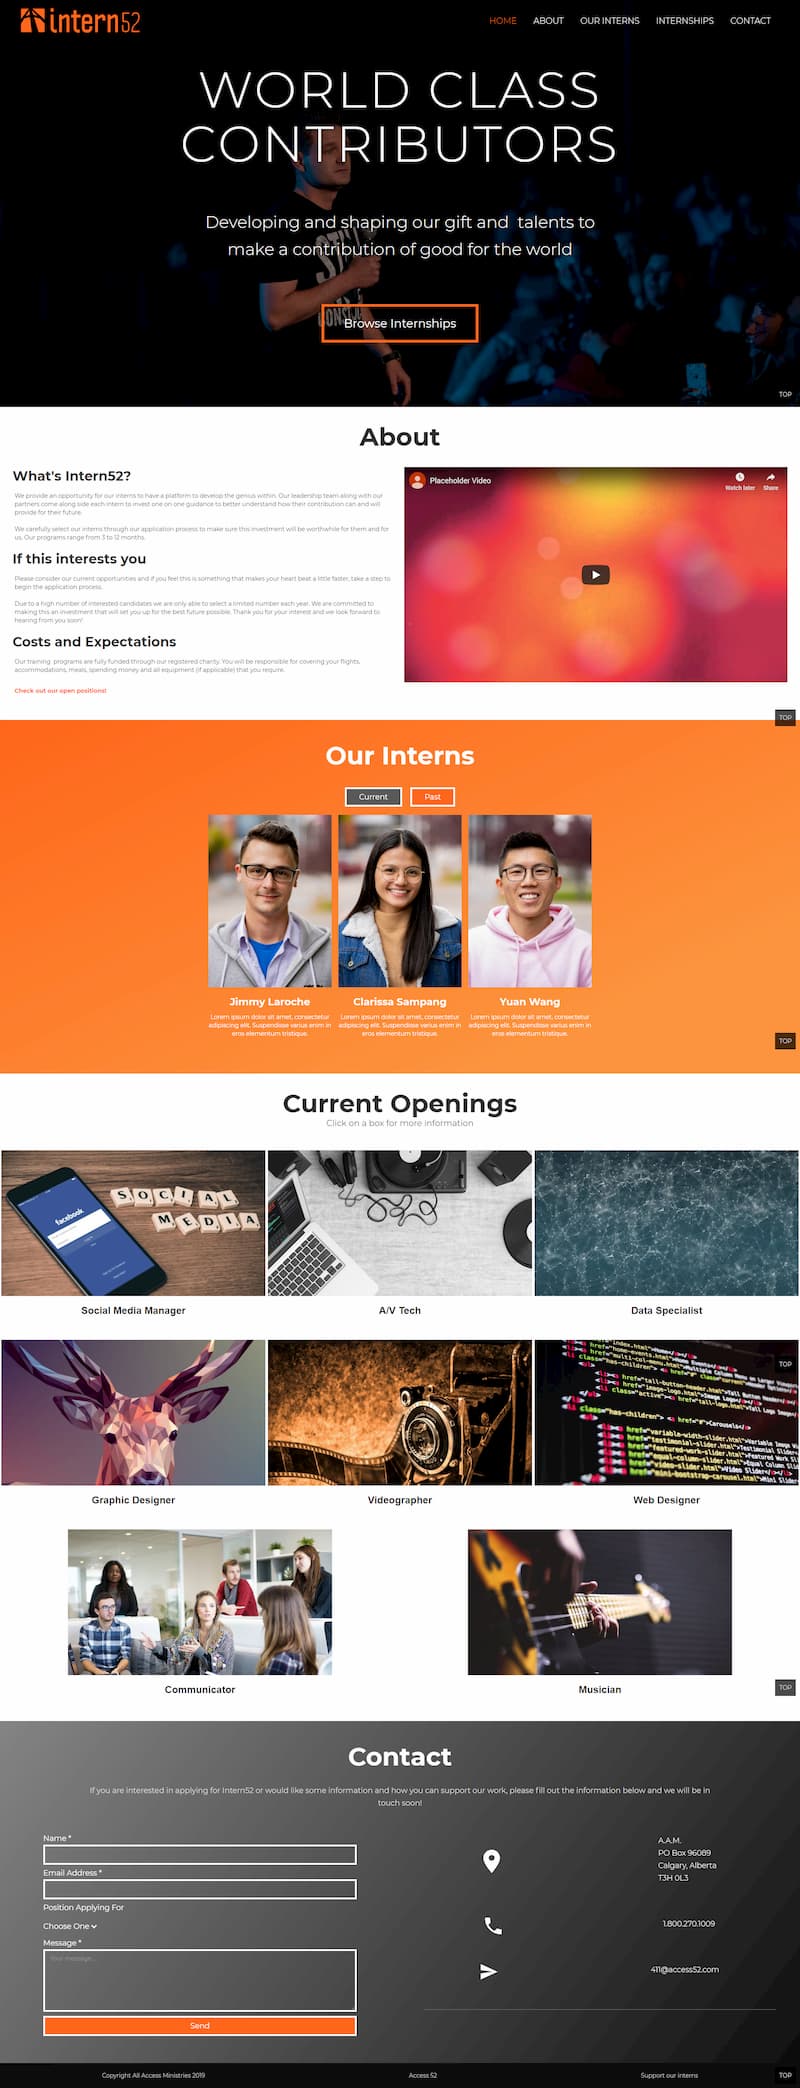 intern52
HOME ABOUT OUR INTERNS INTERNSHIPS CONTACT
WORLD CLASS
CONTRIBUTORS
Developing and shaping our gift and talents to
make a contribution of good for the world
Browse Internships
TOP
About
What's Intern52?
We provide an opportunity for our interns to have a platform to develop the genius within. Our leadership team along with our
partners come along side each intern to invest one on one guidance to better understand how their contribution can and will
provide for their future.
We carefully select our interns through our application process to make sure this investment will be worthwhile for them and for
us. Our programs range from 3 to 12 months.
If this interests you
Please consider our current opportunities and if you feel this is something that makes your heart beat a little faster, take a step to
begin the application process.
Due to a high number of interested candidates we are only able to select a limited number each year. We are committed to
making this an investment that will set you up for the best future possible. Thank you for your interest and we look forward to
hearing from you soon!
Costs and Expectations
Our training programs are fully funded through our registered charity. You will be responsible for covering your flights,
accommodations, meals, spending money and all equipment (if applicable) that you require.
Check out our open positions!
Placeholder Video
Watch later Share
TOP
Our Interns
Current Past
Jimmy Laroche
Lorem ipsum dolor sit amet, consectetur
adipiscing elit. Suspendisse varius enim in
eros elementum tristique.
Clarissa Sampang
Lorem ipsum dolor sit amet, consectetur
adipiscing elit. Suspendisse varius enim in
eros elementum tristique.
Yuan Wang
Lorem ipsum dolor sit amet, consectetur
adipiscing elit. Suspendisse varius enim in
eros elementum tristique.
TOP
Current Openings
Click on a box for more information
facebook
SOCIAL
MEDIA
Social Media Manager
A/V Tech
Data Specialist
TOP
Graphic Designer
Videographer
Web Designer
Communicator
Musician
TOP
Contact
If you are interested in applying for Intern52 or would like some information and how you can support our work, please fill out the information below and we will be in
touch soon!
Name *
Email Address *
Position Applying For
Choose One
Message *
Your message...
Send
A.A.M.
PO Box 96089
Calgary, Alberta
T3H 0L3
1.800.270.1009
411@access52.com
Copyright All Access Ministries 2019
Access 52
Support our interns
TOP